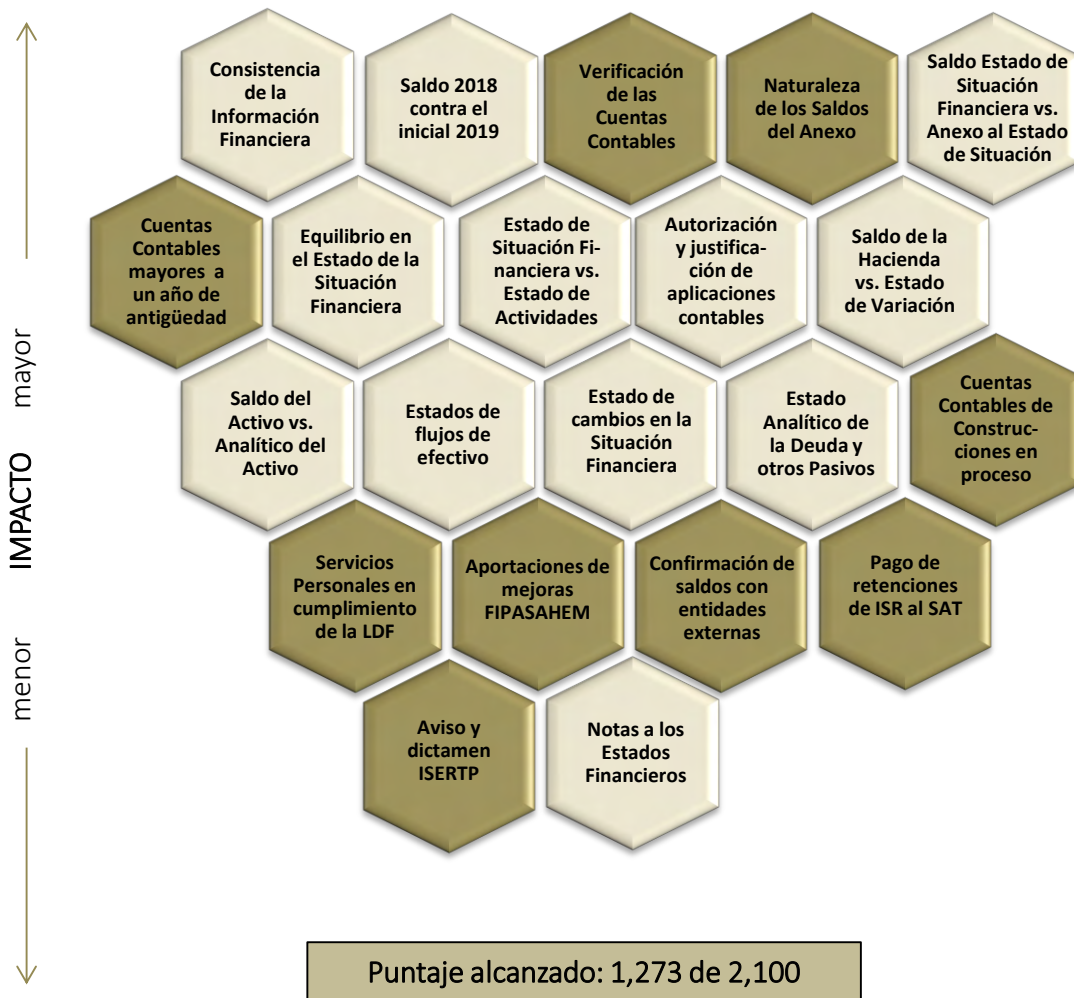 Consistencia
de la
Información
Financiera
Saldo 2018
contra el
inicial 2019
Verificación
de las
Cuentas
Contables
Naturaleza
de los Saldos
del Anexo
Saldo Estado de
Situación
Financiera vs.
Anexo al Estado
de Situación
Cuentas
Contables
mayores a
un año de
antigüedad
Equilibrio en
el Estado de la
Situación
Financiera
Estado de
Situación Fi-
nanciera vs.
Estado de
Actividades
Autorización
y justifica-
ción de
aplicaciones
contables
Saldo de la
Hacienda
vs. Estado
de Variación
Saldo del
Activo vs.
Analítico del
Activo
Estados de
flujos de
efectivo
Estado de
cambios en la
Situación
Financiera
Estado
Analítico de
la Deuda y
otros Pasivos
Cuentas
Contables de
Construc-
ciones en
proceso
Servicios
Personales en
cumplimiento
de la LDF
Aportaciones de
mejoras
FIPASAHEM
Confirmación de
saldos con
entidades
externas
Pago de
retenciones
de ISR al SAT
Aviso y
dictamen
ISERTP
Notas a los
Estados
Financieros
mayor
IMPACTO
menor
Puntaje alcanzado: 1,273 de 2,100